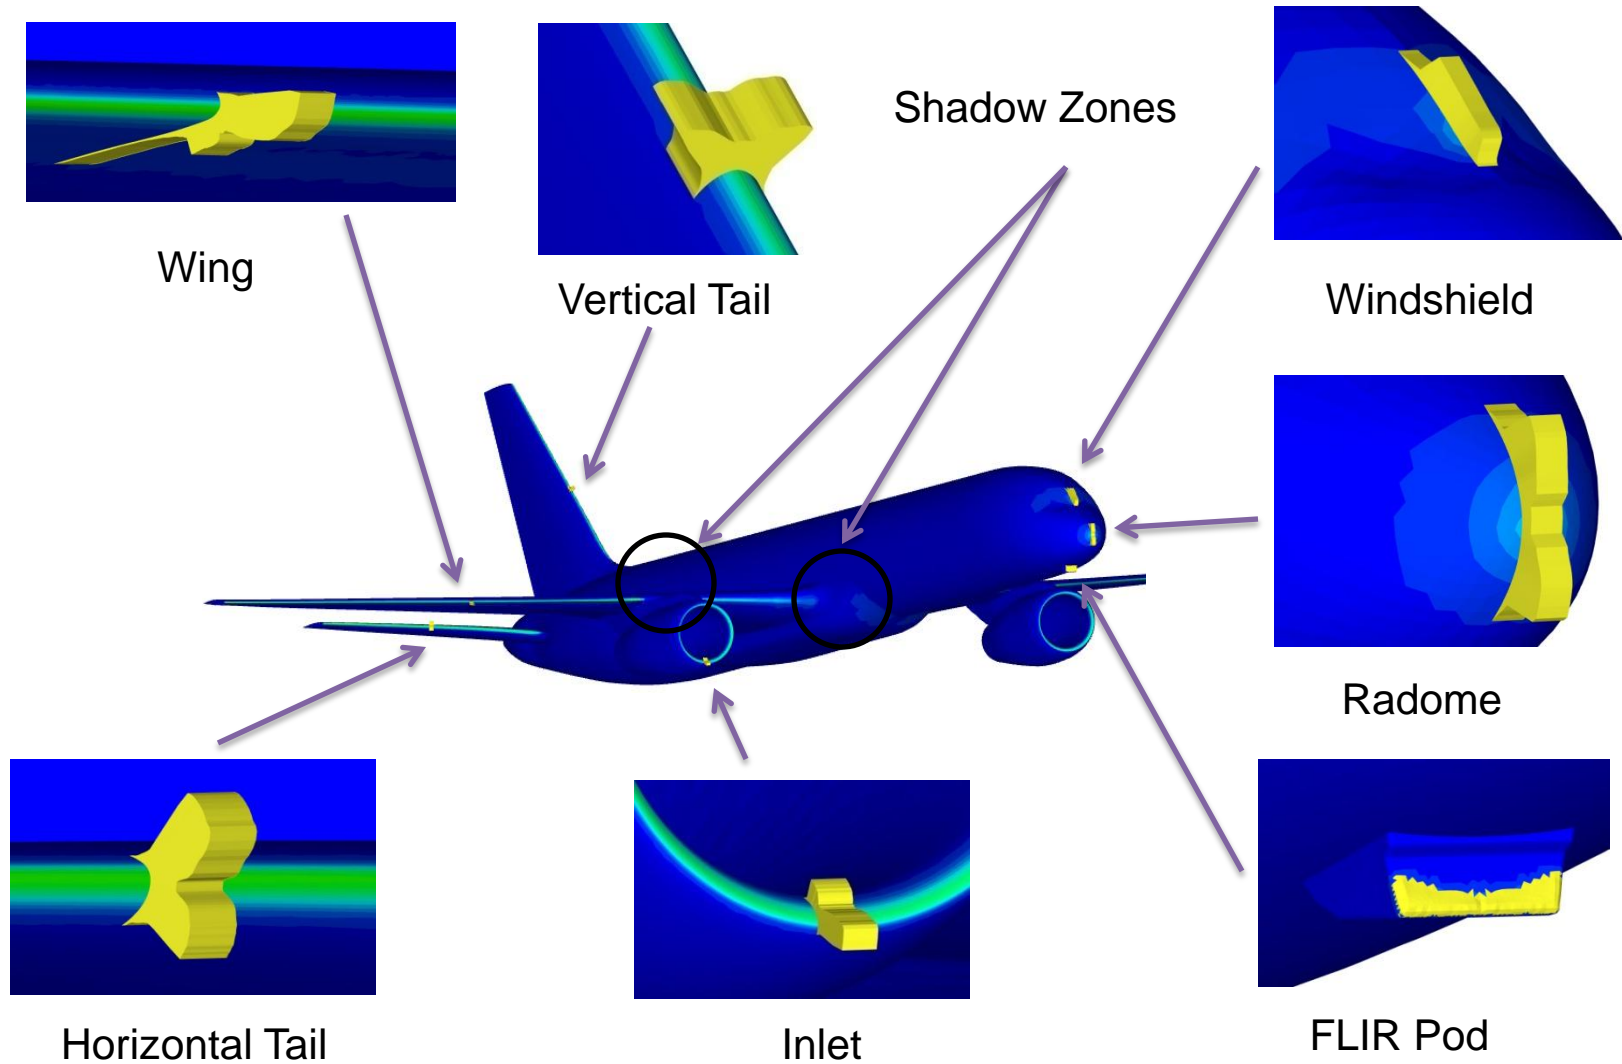 Shadow Zones
Wing
Vertical Tail
Windshield
Radome
Horizontal Tail
Inlet
FLIR Pod